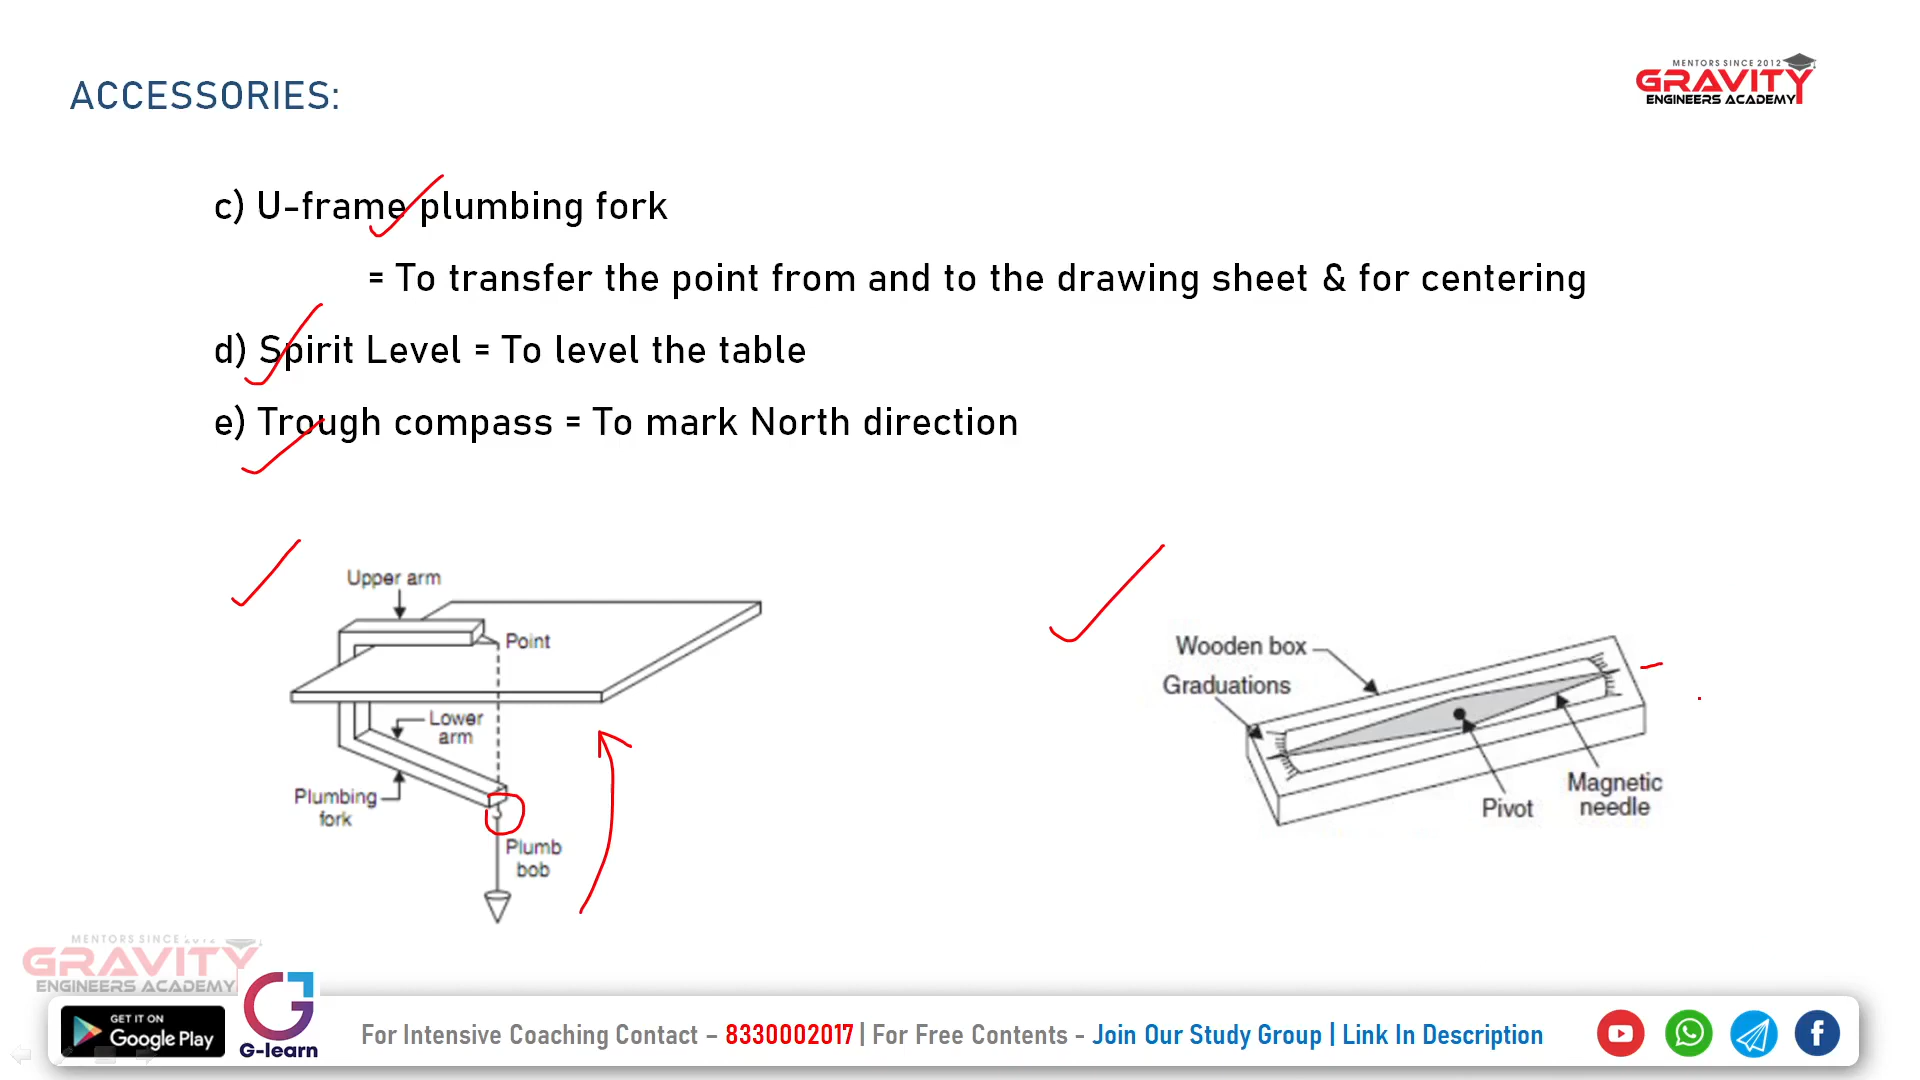 MENTORS SINCE 2012
GRAVITY
ENGINEERS ACADEMY
ACCESSORIES:
c) U-frame plumbing fork
= To transfer the point from and to the drawing sheet & for centering
d) Spirit Level = To level the table
e) Trough compass = To mark North direction
Upper arm
Point
Lower
arm
Plumbing
fork
Plumb
bob
Wooden box
Graduations
Magnetic
needle
Pivot
MENTORS SINCE 2012
GRAVITY
ENGINEERS ACADEMY
GET IT ON
Google Play
G-learn
For Intensive Coaching Contact – 8330002017 | For Free Contents - Join Our Study Group | Link In Description